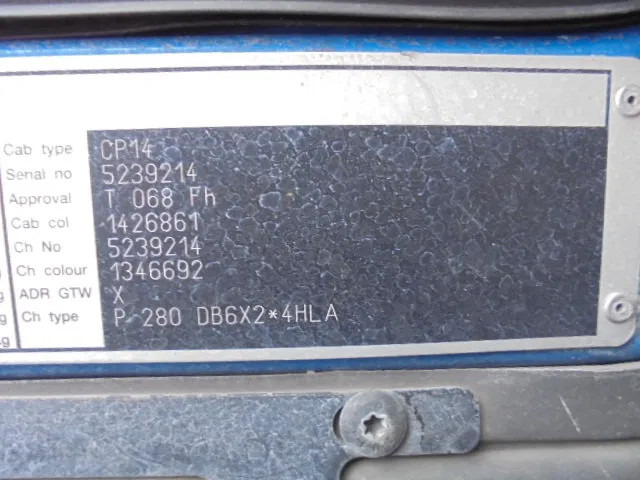 Cab type CP14
Serial no 5239214
Approval T 068 Fh
Cab col 1426861
Ch No 5239214
g Ch colour 1346692
g ADR GTW X
g Ch type P 280 DB6X2*4HLA
g